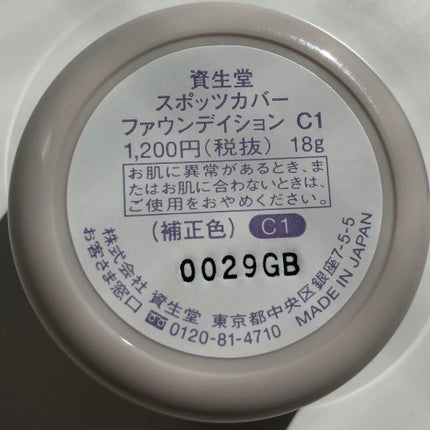 資生堂
スポッツカバー
ファウンデイション C1
1,200円(税抜) 18g
お肌に異常があるとき、ま
たはお肌に合わないときは、
ご使用をおやめください。
(補正色) C1
0029GB
株式会社 資生堂 東京都中央区銀座7-5-5
お客さま窓口 0120-81-4710 MADE IN JAPAN